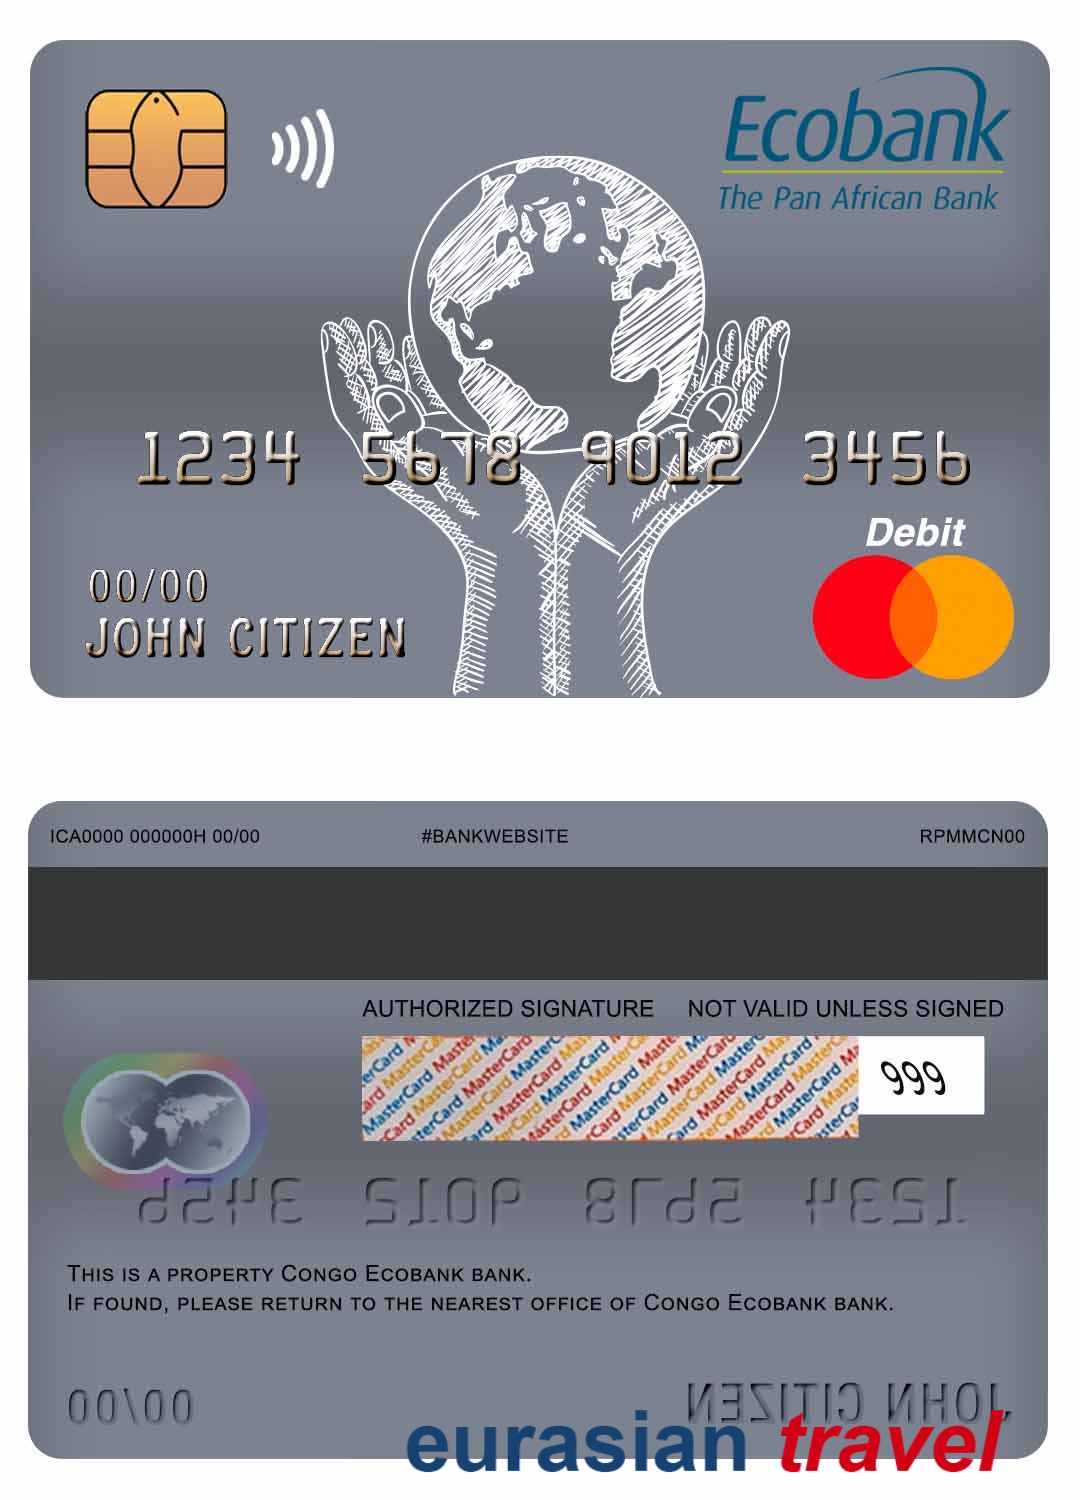 Ecobank
The Pan African Bank
1234 5678 9012 3456
Debit
00/00
JOHN CITIZEN
ICA0000 000000H 00/00 #BANKWEBSITE RPMMCN00
AUTHORIZED SIGNATURE NOT VALID UNLESS SIGNED
MasterCard MasterCard MasterCard MasterCard MasterCard
999
1234 5678 9012 3456
THIS IS A PROPERTY CONGO ECOBANK BANK.
IF FOUND, PLEASE RETURN TO THE NEAREST OFFICE OF CONGO ECOBANK BANK.
00/00 JOHN CITIZEN
eurasian travel